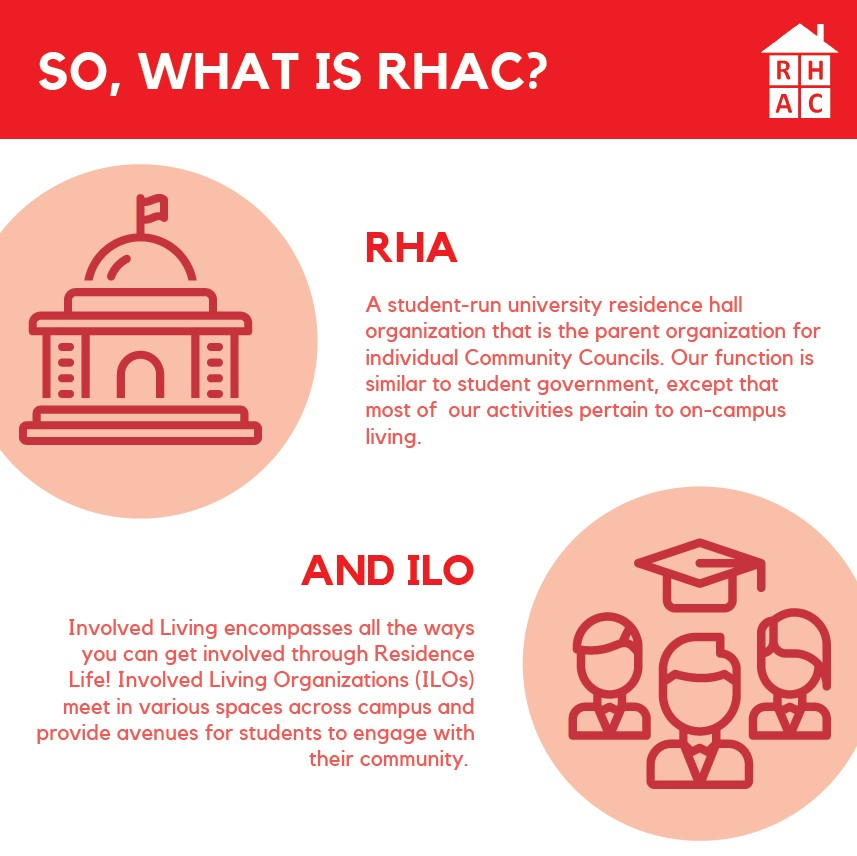 SO, WHAT IS RHAC?
R H
A C
RHA
A student-run university residence hall
organization that is the parent organization for
individual Community Councils. Our function is
similar to student government, except that
most of  our activities pertain to on-campus
living.
AND ILO
Involved Living encompasses all the ways
you can get involved through Residence
Life! Involved Living Organizations (ILOs)
meet in various spaces across campus and
provide avenues for students to engage with
their community.